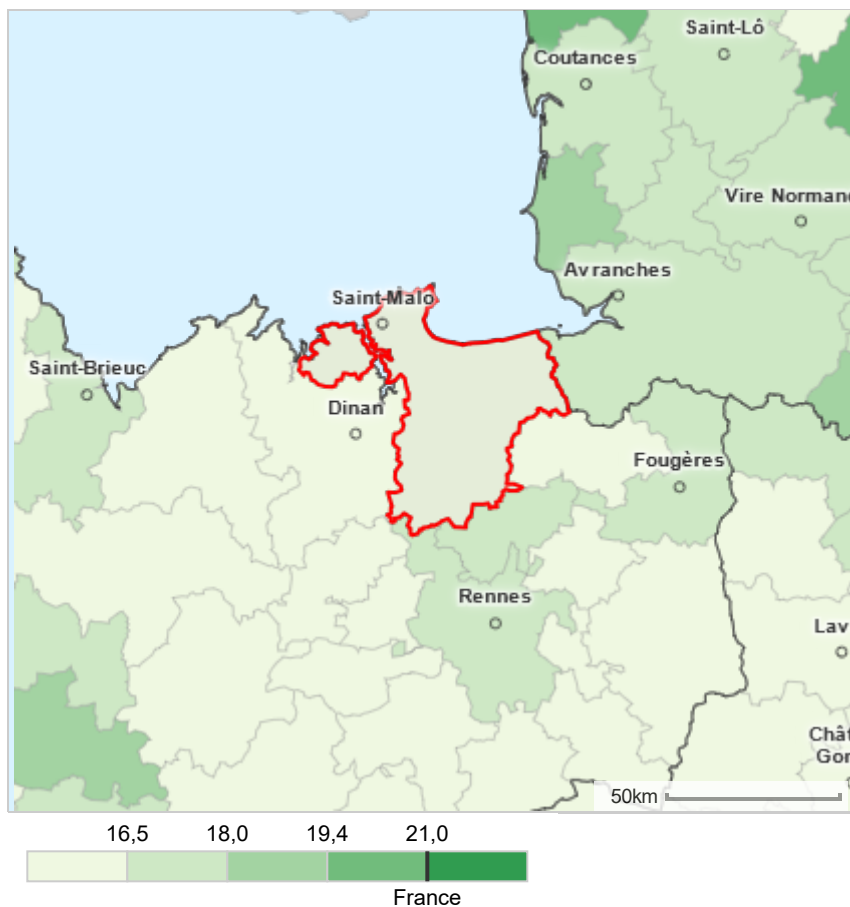 Saint-Lô
Coutances
Vire Normand
Avranches
Saint-Malo
Saint-Brieuc
Dinan
Fougères
Rennes
Lav
Chât
Gon
50km
16,5 18,0 19,4 21,0
France